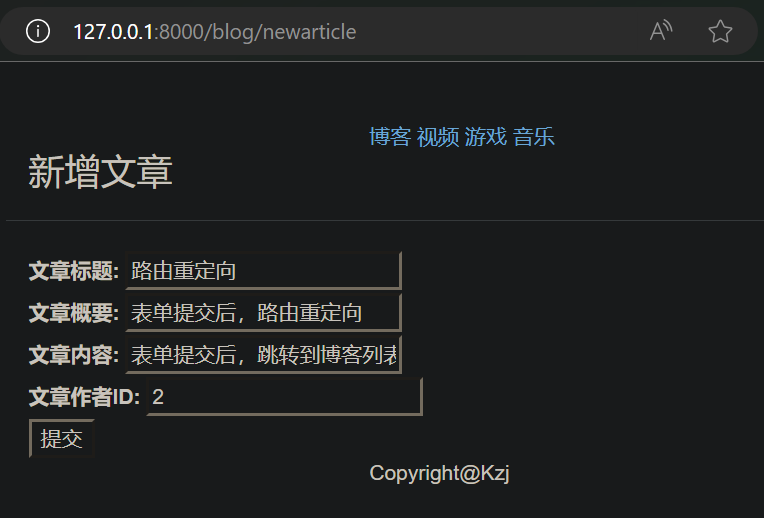 127.0.0.1:8000/blog/newarticle
博客 视频 游戏 音乐
新增文章
文章标题: 路由重定向
文章概要: 表单提交后，路由重定向
文章内容: 表单提交后，跳转到博客列表
文章作者ID: 2
提交
Copyright@Kzj